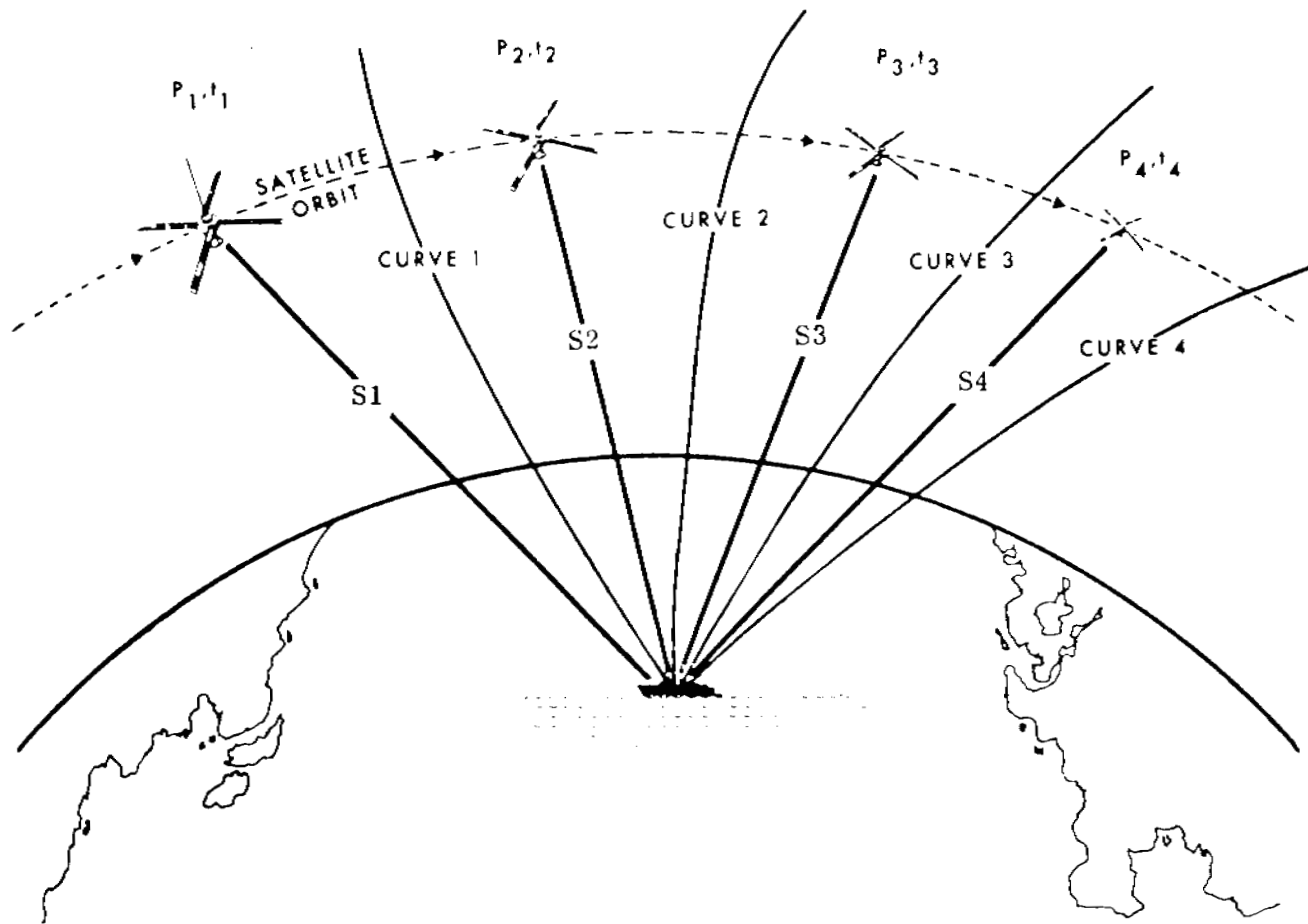 P₁,t₁
P₂,t₂
P₃,t₃
P₄,t₄
SATELLITE
ORBIT
CURVE 1
CURVE 2
CURVE 3
CURVE 4
S1
S2
S3
S4